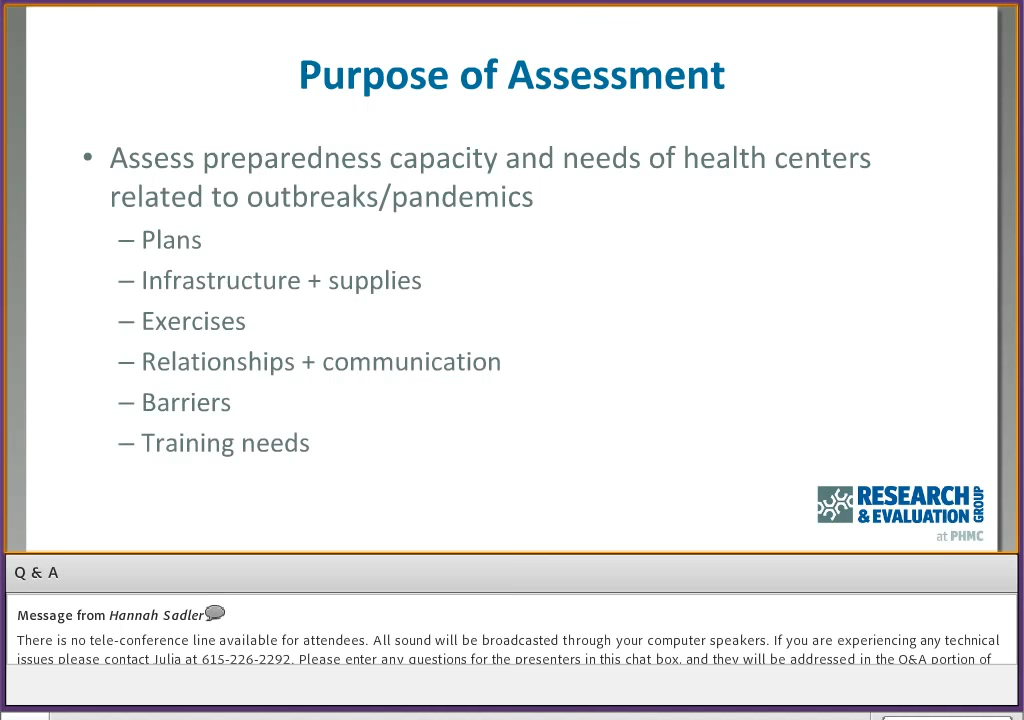 Purpose of Assessment
• Assess preparedness capacity and needs of health centers
related to outbreaks/pandemics
– Plans
– Infrastructure + supplies
– Exercises
– Relationships + communication
– Barriers
– Training needs
RESEARCH
& EVALUATION
GROUP
at PHMC
Q & A
Message from Hannah Sadler
There is no tele-conference line available for attendees. All sound will be broadcasted through your computer speakers. If you are experiencing any technical
issues please contact Julia at 615-226-2292. Please enter any questions for the presenters in this chat box, and they will be addressed in the Q&A portion of